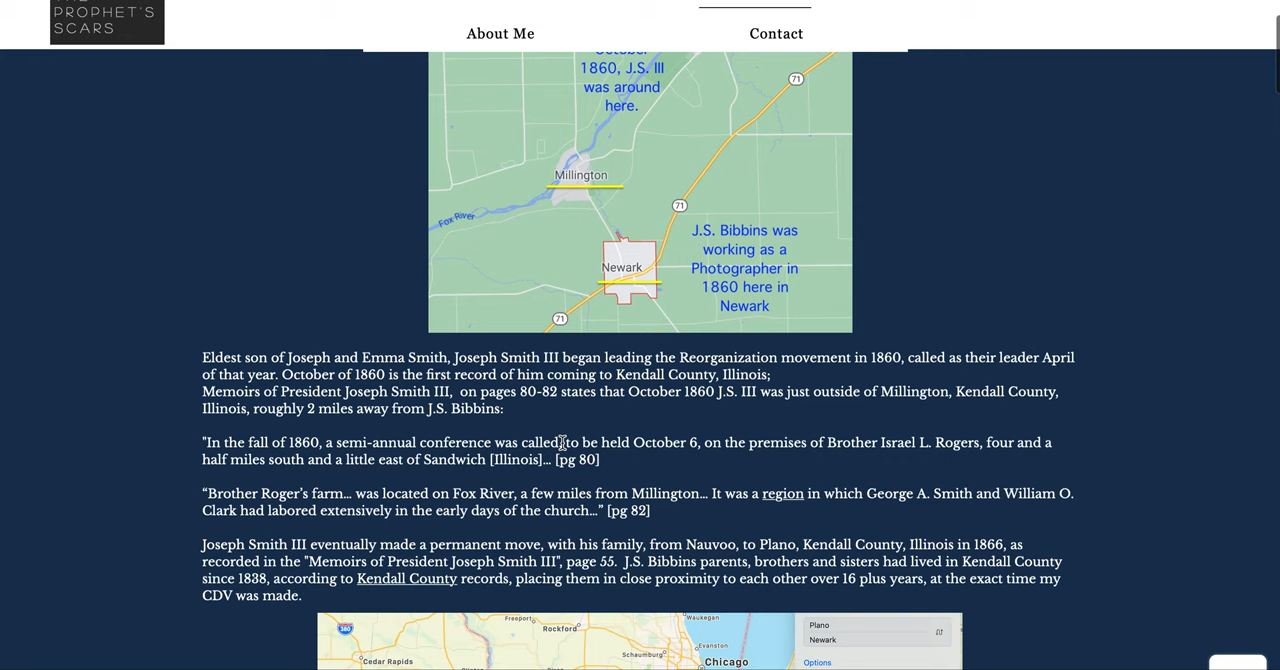 PROPHET'S
SCARS
About Me
Contact
October
1860, J.S. III
was around
here.
71
Millington
71
Fox River
J.S. Bibbins was
working as a
Photographer in
1860 here in
Newark
Newark
71
Eldest son of Joseph and Emma Smith, Joseph Smith III began leading the Reorganization movement in 1860, called as their leader April
of that year. October of 1860 is the first record of him coming to Kendall County, Illinois;
Memoirs of President Joseph Smith III, on pages 80-82 states that October 1860 J.S. III was just outside of Millington, Kendall County,
Illinois, roughly 2 miles away from J.S. Bibbins:
"In the fall of 1860, a semi-annual conference was called, to be held October 6, on the premises of Brother Israel L. Rogers, four and a
half miles south and a little east of Sandwich [Illinois]... [pg 80]
“Brother Roger’s farm... was located on Fox River, a few miles from Millington... It was a region in which George A. Smith and William O.
Clark had labored extensively in the early days of the church...” [pg 82]
Joseph Smith III eventually made a permanent move, with his family, from Nauvoo, to Plano, Kendall County, Illinois in 1866, as
recorded in the "Memoirs of President Joseph Smith III", page 55. J.S. Bibbins parents, brothers and sisters had lived in Kendall County
since 1838, according to Kendall County records, placing them in close proximity to each other over 16 plus years, at the exact time my
CDV was made.
Freeport
Waukegan
380
Rockford
Plano
Newark
Evanston
Schaumburg
Cedar Rapids
Chicago
Options